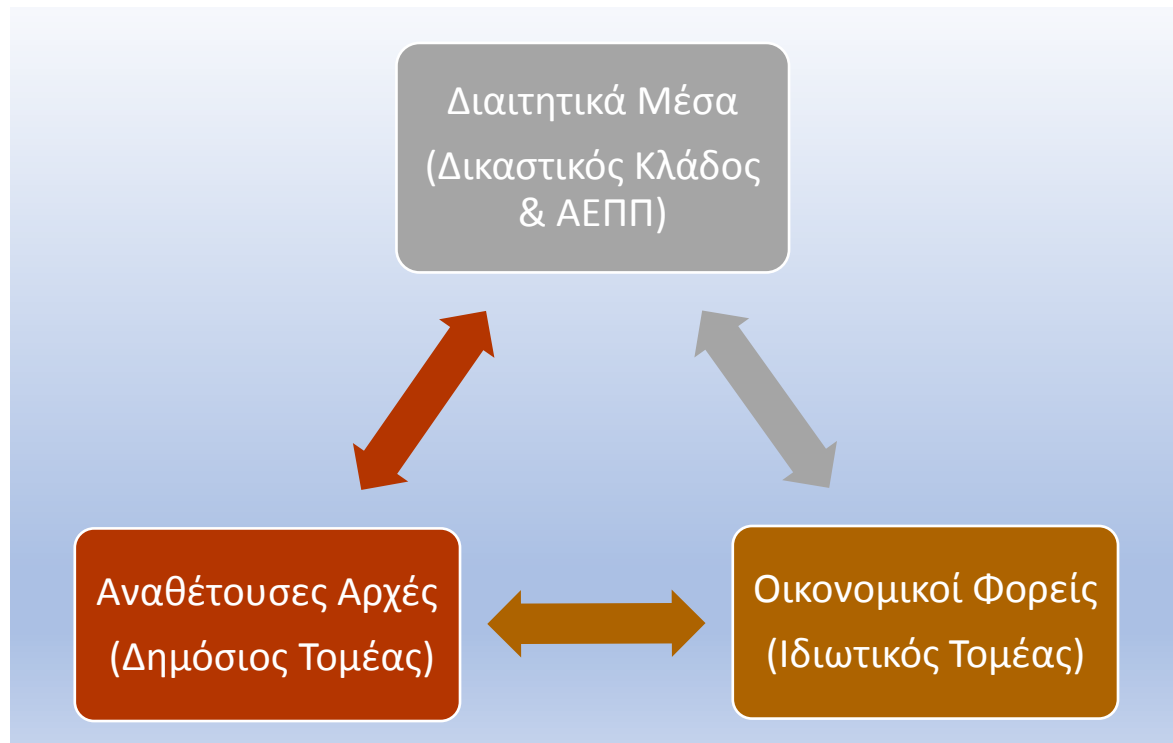 Διαιτητικά Μέσα
(Δικαστικός Κλάδος
& ΑΕΠΠ)
Αναθέτουσες Αρχές
(Δημόσιος Τομέας)
Οικονομικοί Φορείς
(Ιδιωτικός Τομέας)